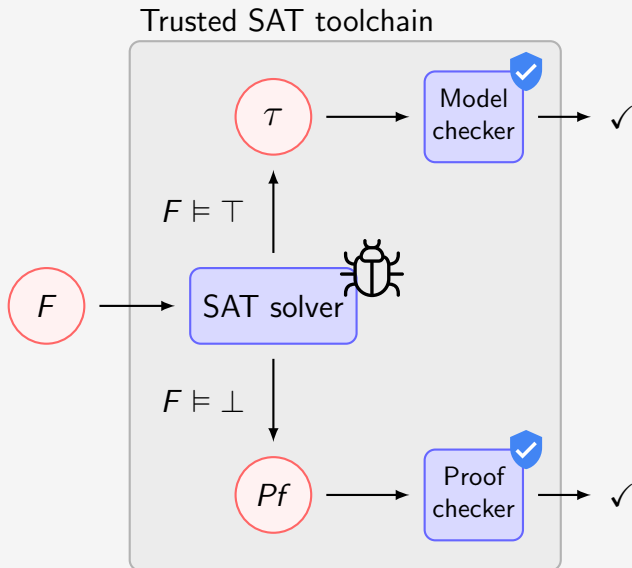 Trusted SAT toolchain
τ
Model
checker
✓
F ⊨ ⊤
F
SAT solver
F ⊨ ⊥
Pf
Proof
checker
✓